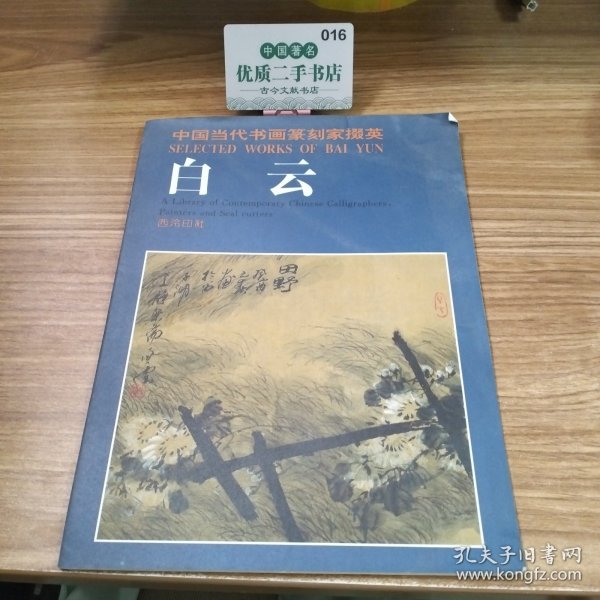 016
中国著名
优质二手书店
古今文献书店
中国当代书画篆刻家掇英
SELECTED WORKS OF BAI YUN
白 云
A Library of Contemporary Chinese Calligraphers,
Painters and Seal cutters
西泠印社
田野
孔夫子旧书网
www.kongfz.com